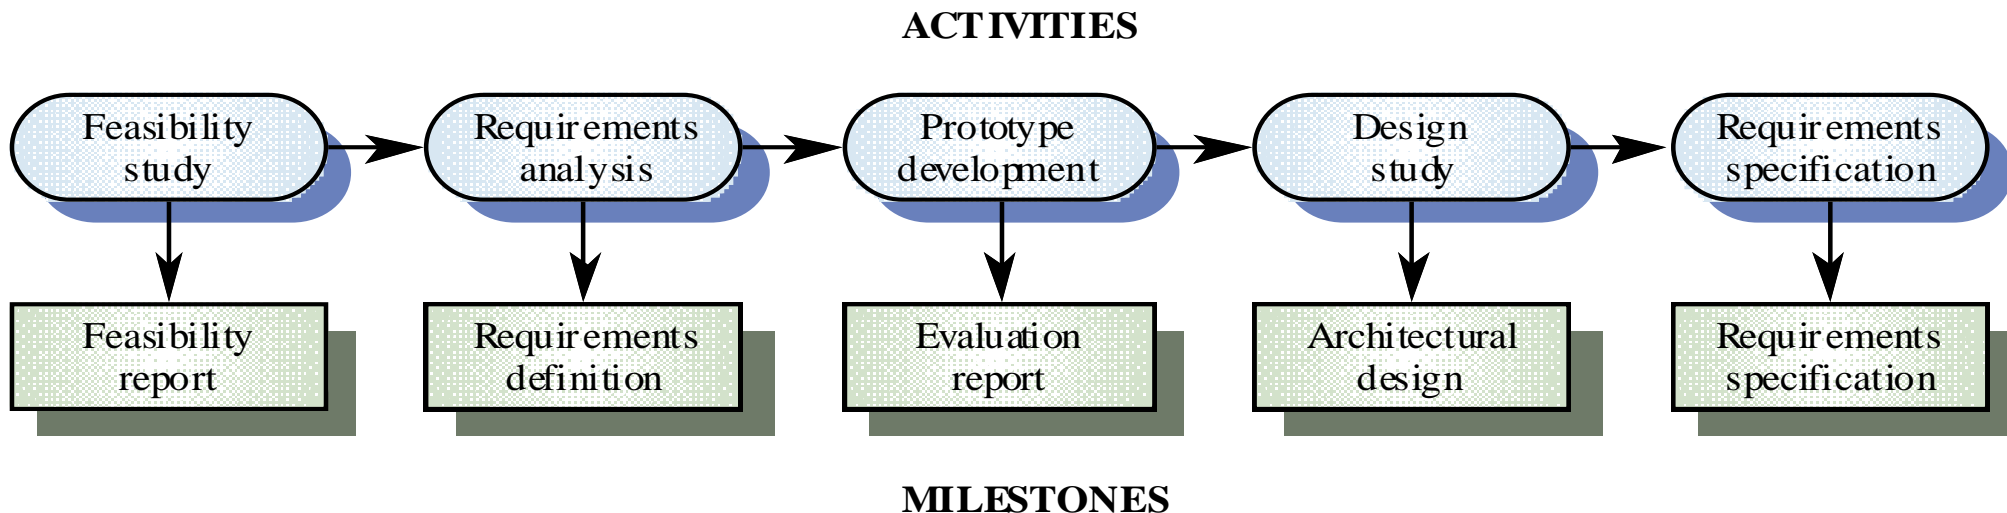 ACTIVITIES
Feasibility
study
Requirements
analysis
Prototype
development
Design
study
Requirements
specification
Feasibility
report
Requirements
definition
Evaluation
report
Architectural
design
Requirements
specification
MILESTONES